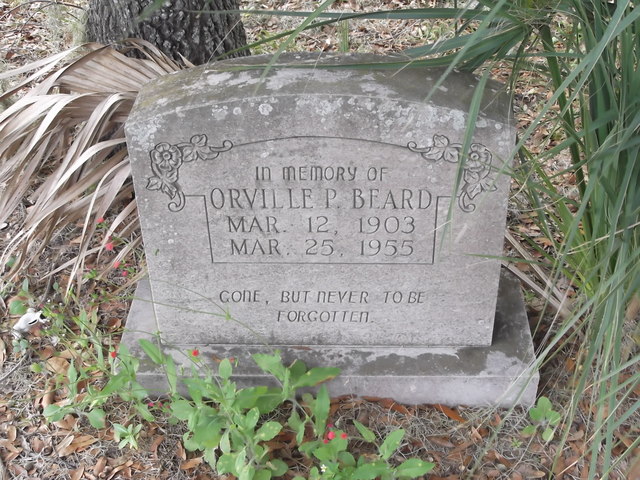 IN MEMORY OF
ORVILLE P. BEARD
MAR. 12, 1903
MAR. 25, 1955
GONE, BUT NEVER TO BE
FORGOTTEN.